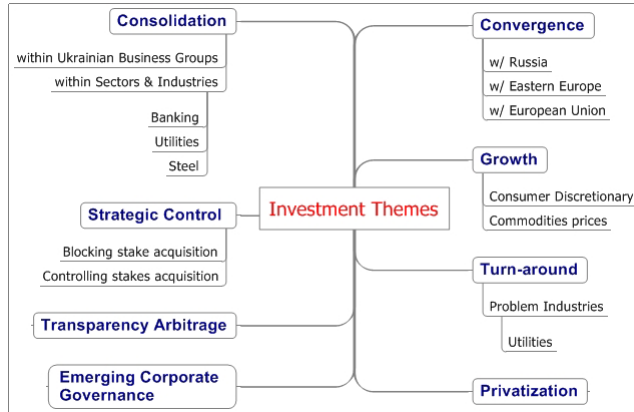 Consolidation
within Ukrainian Business Groups
within Sectors & Industries
Banking
Utilities
Steel
Strategic Control
Blocking stake acquisition
Controlling stakes acquisition
Transparency Arbitrage
Emerging Corporate
Governance
Investment Themes
Convergence
w/ Russia
w/ Eastern Europe
w/ European Union
Growth
Consumer Discretionary
Commodities prices
Turn-around
Problem Industries
Utilities
Privatization